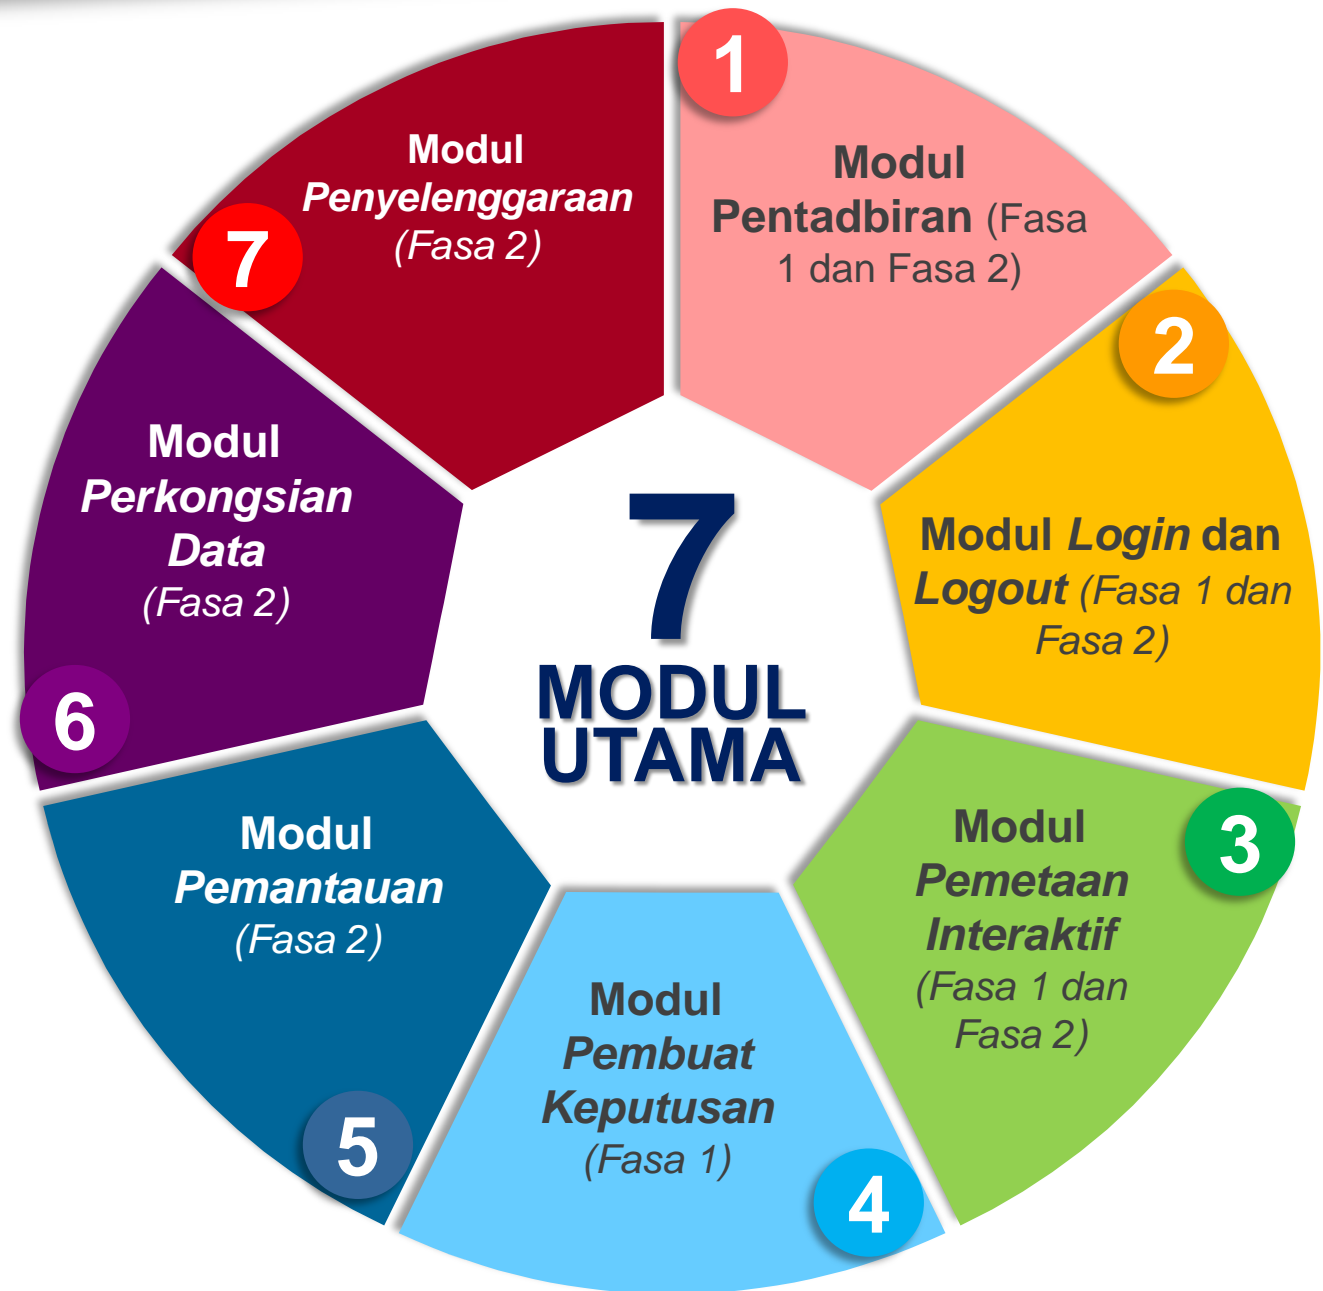 7
MODUL
UTAMA
1
Modul
Pentadbiran (Fasa
1 dan Fasa 2)
2
Modul Login dan
Logout (Fasa 1 dan
Fasa 2)
3
Modul
Pemetaan
Interaktif
(Fasa 1 dan
Fasa 2)
4
Modul
Pembuat
Keputusan
(Fasa 1)
5
Modul
Pemantauan
(Fasa 2)
6
Modul
Perkongsian
Data
(Fasa 2)
7
Modul
Penyelenggaraan
(Fasa 2)